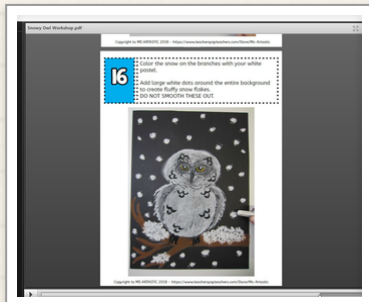 Snowy Owl Workshop.pdf
Copyright to MS ARTASTIC 2018 - https://www.teacherspayteachers.com/Store/Ms-Artastic
16
Color the snow on the branches with your white
pastel.
Add large white dots around the entire background
to create fluffy snow flakes.
DO NOT SMOOTH THESE OUT.
Copyright to MS ARTASTIC 2018 - https://www.teacherspayteachers.com/Store/Ms-Artastic